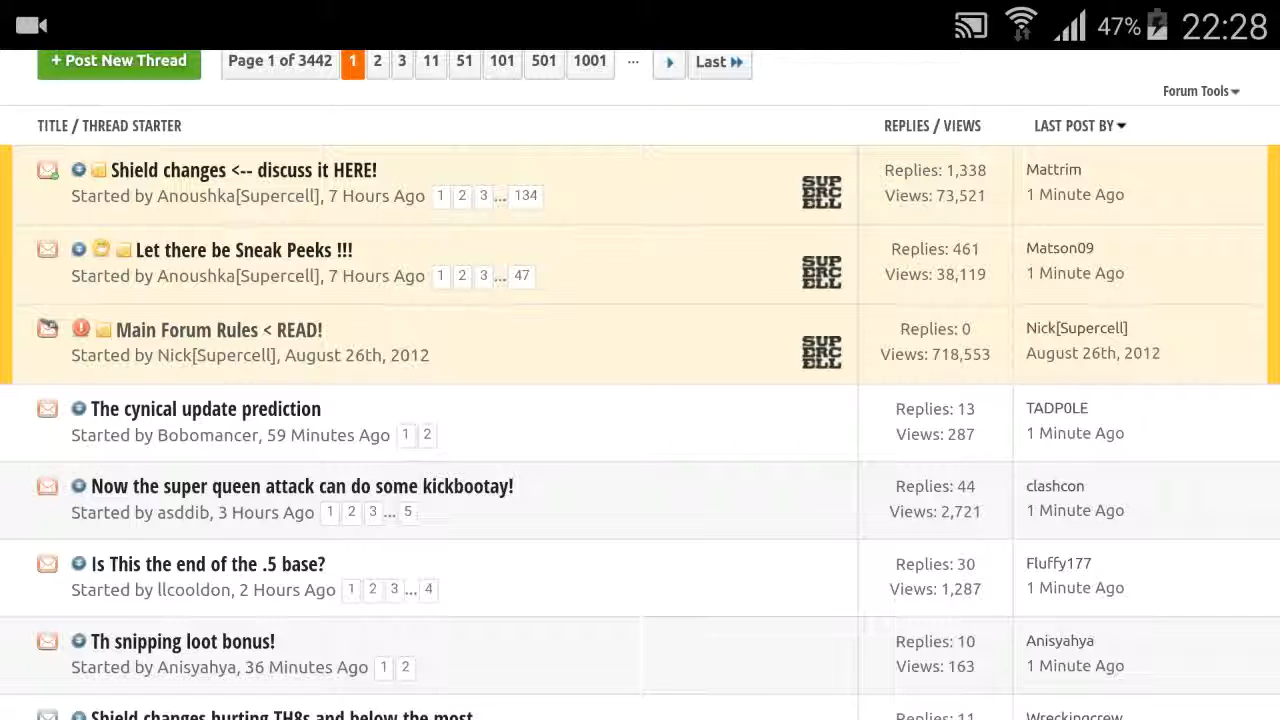 47% 22:28
+ Post New Thread Page 1 of 3442 1 2 3 11 51 101 501 1001 ... Last
Forum Tools
TITLE / THREAD STARTER REPLIES / VIEWS LAST POST BY
Shield changes <-- discuss it HERE! Replies: 1,338 Mattrim
Started by Anoushka[Supercell], 7 Hours Ago 1 2 3 ... 134 SUPERCELL Views: 73,521 1 Minute Ago
Let there be Sneak Peeks !!! Replies: 461 Matson09
Started by Anoushka[Supercell], 7 Hours Ago 1 2 3 ... 47 SUPERCELL Views: 38,119 1 Minute Ago
Main Forum Rules < READ! Replies: 0 Nick[Supercell]
Started by Nick[Supercell], August 26th, 2012 SUPERCELL Views: 718,553 August 26th, 2012
The cynical update prediction Replies: 13 TADP0LE
Started by Bobomancer, 59 Minutes Ago 1 2 Views: 287 1 Minute Ago
Now the super queen attack can do some kickbootay! Replies: 44 clashcon
Started by asddib, 3 Hours Ago 1 2 3 ... 5 Views: 2,721 1 Minute Ago
Is This the end of the .5 base? Replies: 30 Fluffy177
Started by llcooldon, 2 Hours Ago 1 2 3 ... 4 Views: 1,287 1 Minute Ago
Th snipping loot bonus! Replies: 10 Anisyahya
Started by Anisyahya, 36 Minutes Ago 1 2 Views: 163 1 Minute Ago
Shield changes hurting TH8s and below the most Replies: 11 Wreckingcrew